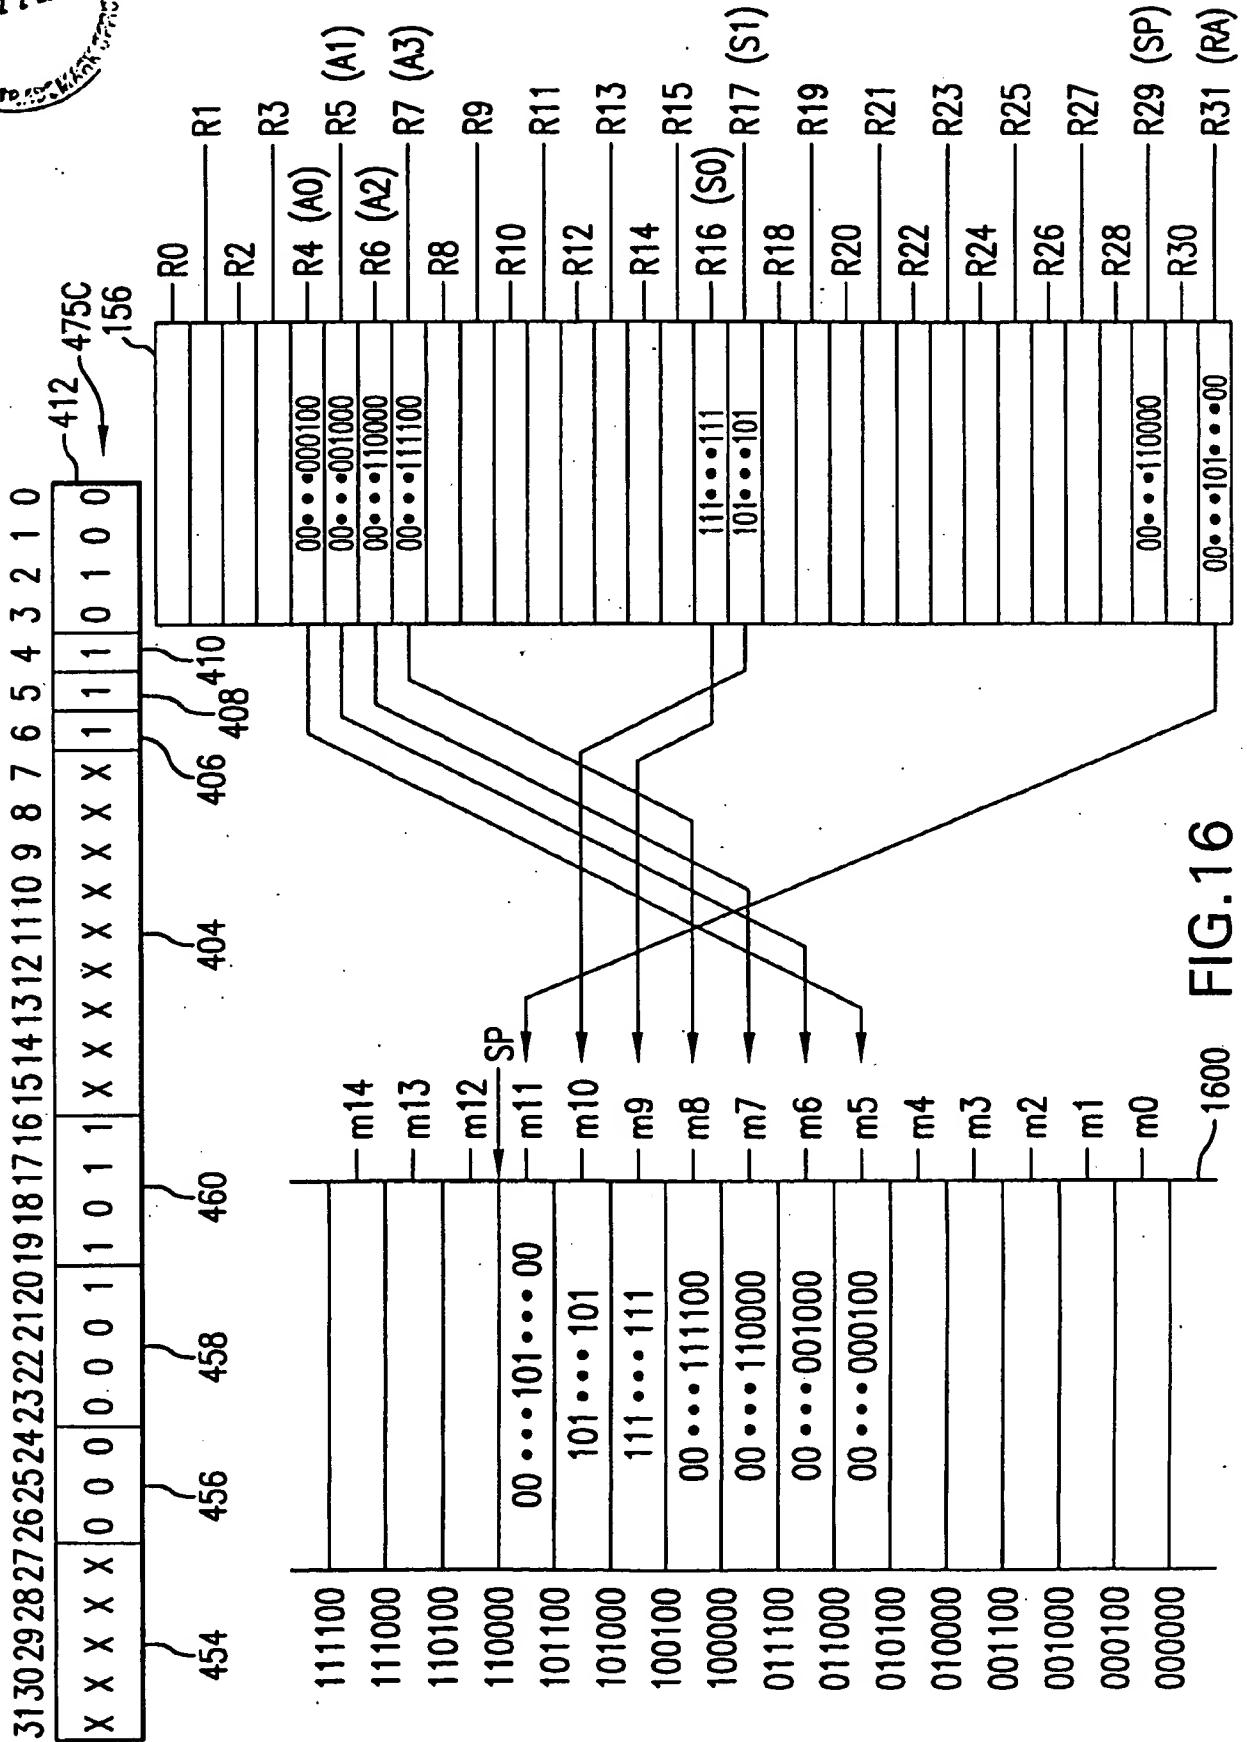 31 30 29 28 27 26 25 24 23 22 21 20 19 18 17 16 15 14 13 12 11 10 9 8 7 6 5 4 3 2 1 0
X X X X X 0 0 0 0 0 0 1 1 0 1 1 X X X X X X X X X 1 1 1 0 1 0 0
412
475C
454 456 458 460 404 406 408 410
156
R0
R1
R2
R3
00•••000100 R4 (A0)
00•••001000 R5 (A1)
00•••110000 R6 (A2)
00•••111100 R7 (A3)
R8
R9
R10
R11
R12
R13
R14
R15
111•••111 R16 (S0)
101•••101 R17 (S1)
R18
R19
R20
R21
R22
R23
R24
R25
R26
R27
R28
00•••110000 R29 (SP)
R30
00•••101•••00 R31 (RA)
111100
m14
111000
m13
110100
m12
110000 SP
00••••101•••00 m11
101100
101•••101 m10
101000
111•••111 m9
100100
00•••111100 m8
100000
00•••110000 m7
011100
00•••001000 m6
011000
00•••000100 m5
010100
m4
010000
m3
001100
m2
001000
m1
000100
m0
000000
1600
FIG.16